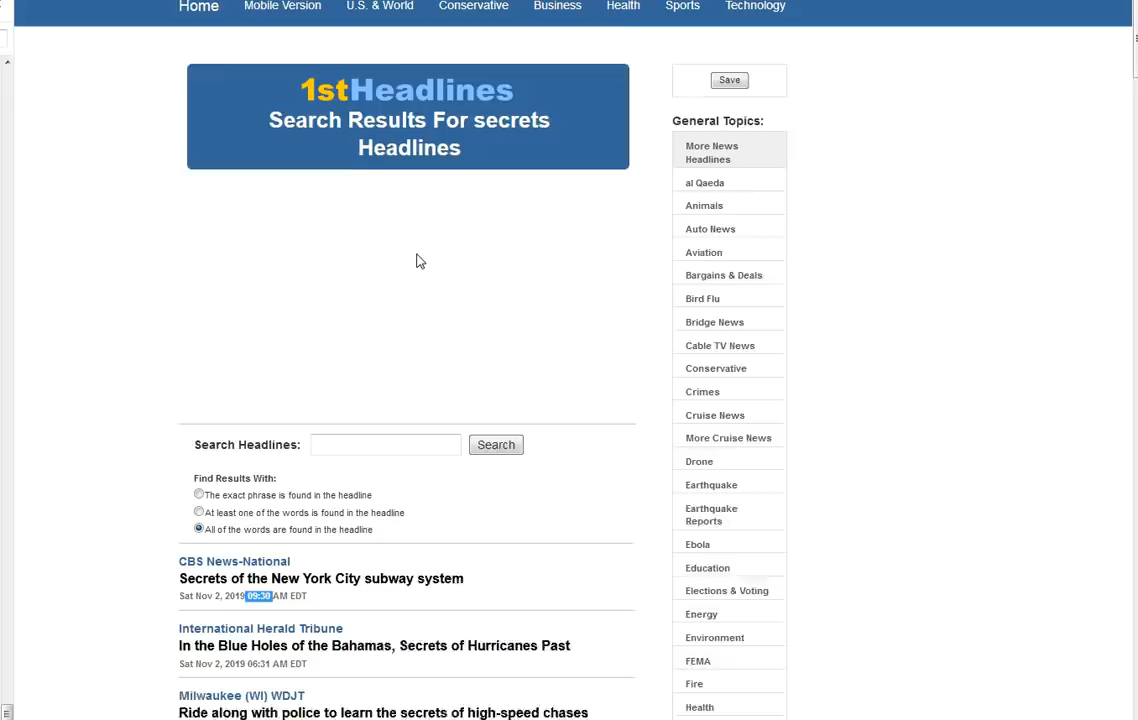 Home Mobile Version U.S. & World Conservative Business Health Sports Technology
1stHeadlines
Search Results For secrets
Headlines
Save
General Topics:
More News
Headlines
al Qaeda
Animals
Auto News
Aviation
Bargains & Deals
Bird Flu
Bridge News
Cable TV News
Conservative
Crimes
Cruise News
More Cruise News
Drone
Earthquake
Earthquake
Reports
Ebola
Education
Elections & Voting
Energy
Environment
FEMA
Fire
Health
Search Headlines: Search
Find Results With:
The exact phrase is found in the headline
At least one of the words is found in the headline
All of the words are found in the headline
CBS News-National
Secrets of the New York City subway system
Sat Nov 2, 2019 09:30 AM EDT
International Herald Tribune
In the Blue Holes of the Bahamas, Secrets of Hurricanes Past
Sat Nov 2, 2019 06:31 AM EDT
Milwaukee (WI) WDJT
Ride along with police to learn the secrets of high-speed chases